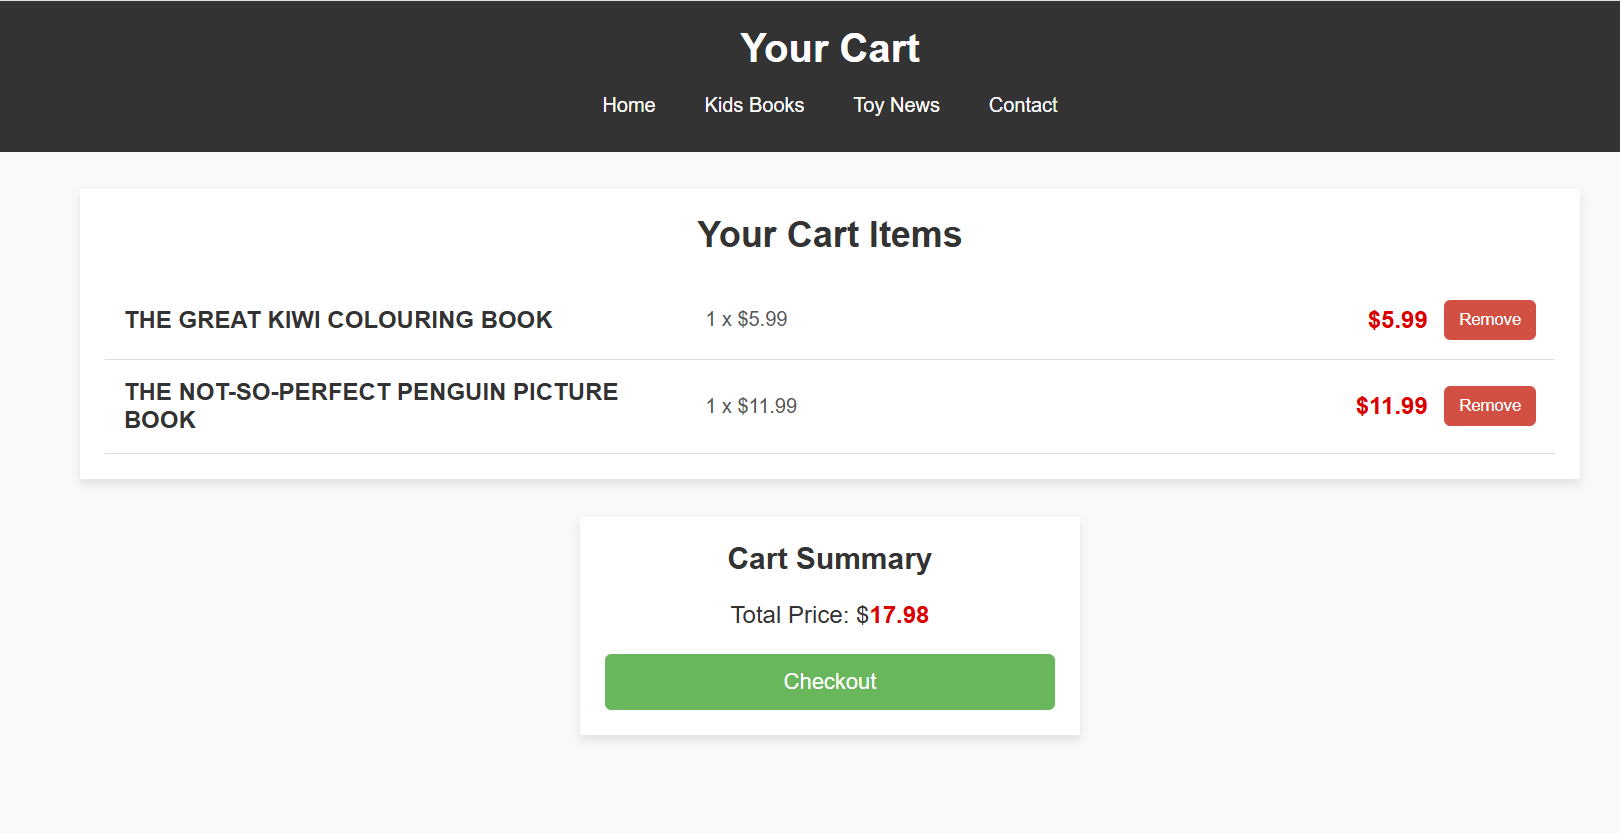 Your Cart
Home Kids Books Toy News Contact
Your Cart Items
THE GREAT KIWI COLOURING BOOK 1 x $5.99 $5.99 Remove
THE NOT-SO-PERFECT PENGUIN PICTURE
BOOK 1 x $11.99 $11.99 Remove
Cart Summary
Total Price: $17.98
Checkout